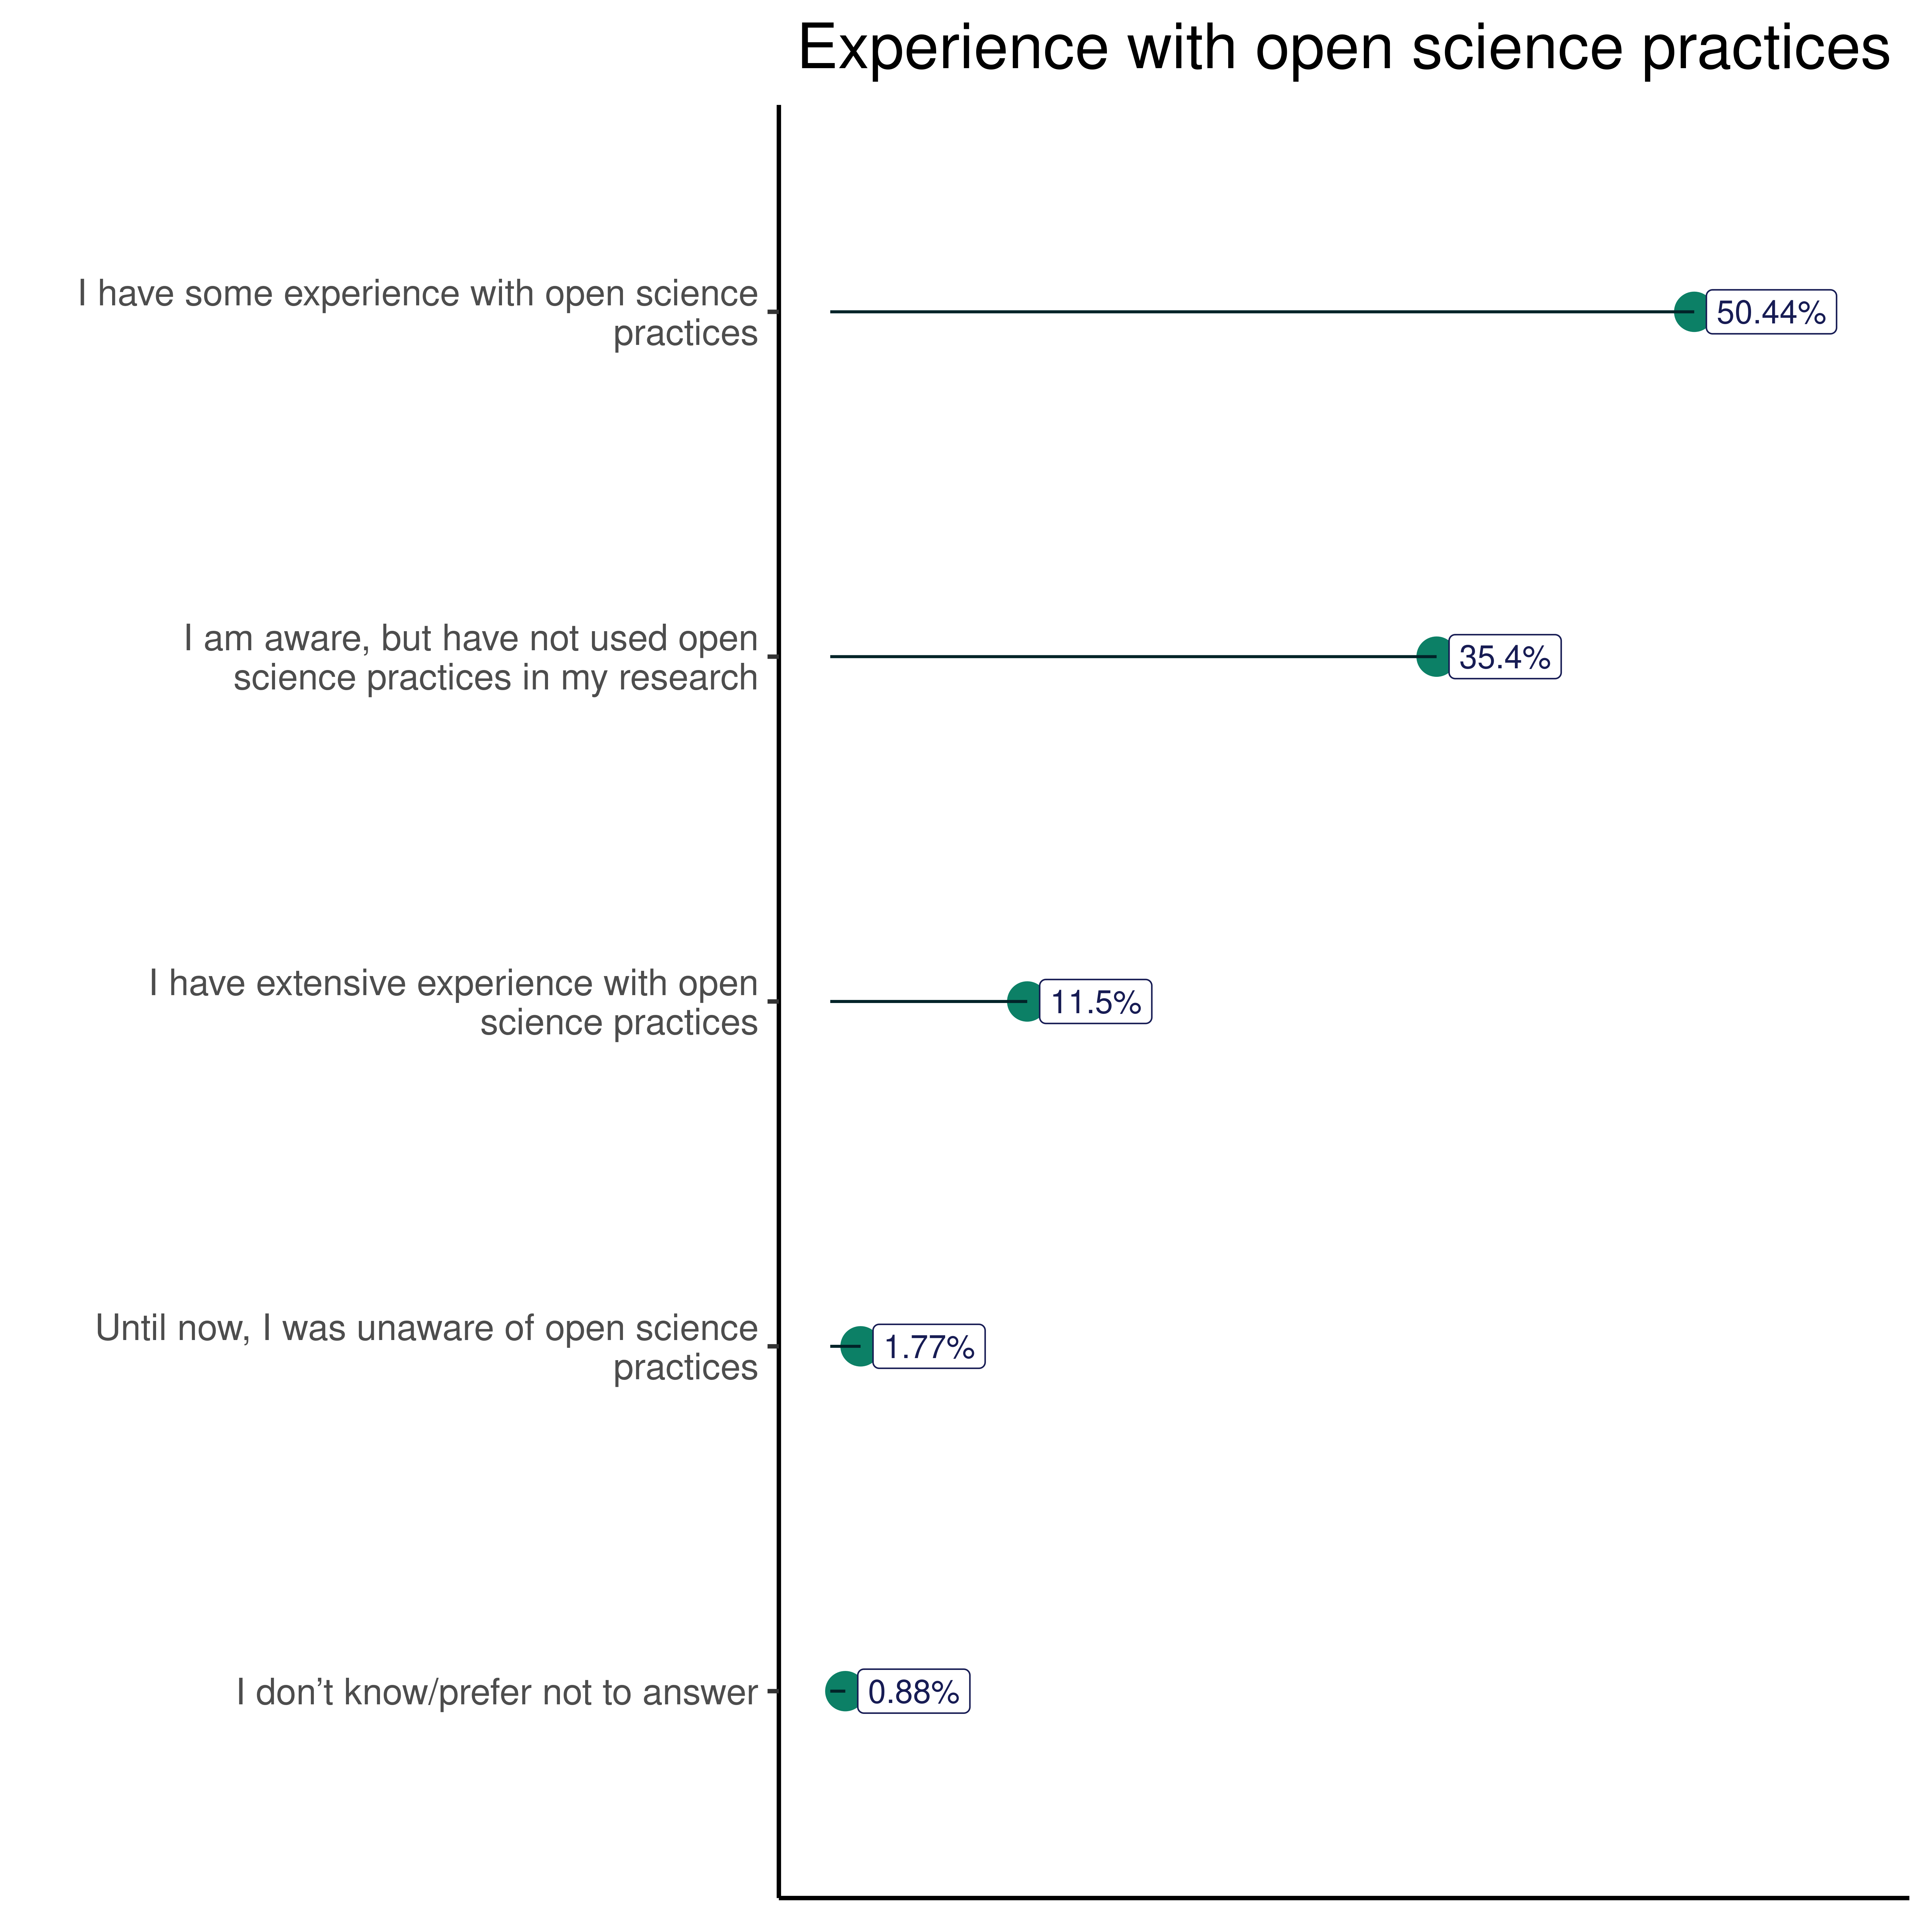 Experience with open science practices
I have some experience with open science
practices
50.44%
I am aware, but have not used open
science practices in my research
35.4%
I have extensive experience with open
science practices
11.5%
Until now, I was unaware of open science
practices
1.77%
I don’t know/prefer not to answer
0.88%